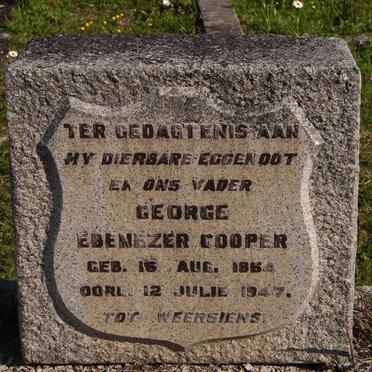 TER GEDAGTENIS AAN
MY DIERBARE EGGENOOT
EN ONS VADER
GEORGE
EBENEZER COOPER
GEB. 16 AUG. 1864
OORL. 12 JULIE 1947.
TOT WEERSIENS.